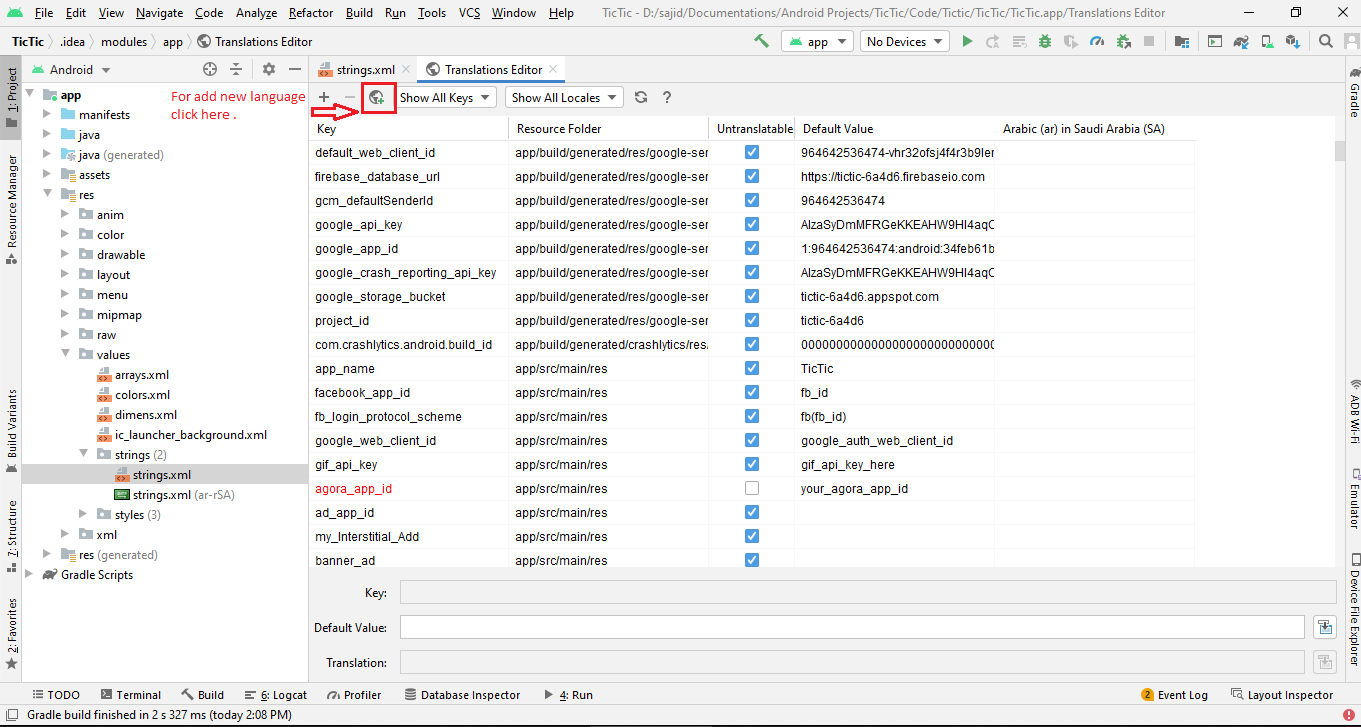 File Edit View Navigate Code Analyze Refactor Build Run Tools VCS Window Help TicTic - D:/sajid/Documentations/Android Projects/TicTic/Code/Tictic/TicTic/TicTic.app/Translations Editor
TicTic .idea modules app Translations Editor
app No Devices
Android
strings.xml Translations Editor
For add new language
click here .
Show All Keys Show All Locales ?
1: Project
Resource Manager
Build Variants
7: Structure
2: Favorites
app
manifests
java
java (generated)
assets
res
anim
color
drawable
layout
menu
mipmap
raw
values
arrays.xml
colors.xml
dimens.xml
ic_launcher_background.xml
strings (2)
strings.xml
strings.xml (ar-rSA)
styles (3)
xml
res (generated)
Gradle Scripts
Key Resource Folder Untranslatable Default Value Arabic (ar) in Saudi Arabia (SA)
default_web_client_id app/build/generated/res/google-ser 964642536474-vhr32ofsj4f4r3b9ler
firebase_database_url app/build/generated/res/google-ser https://tictic-6a4d6.firebaseio.com
gcm_defaultSenderId app/build/generated/res/google-ser 964642536474
google_api_key app/build/generated/res/google-ser
google_app_id app/build/generated/res/google-ser 1:964642536474:android:34feb61b
google_crash_reporting_api_key app/build/generated/res/google-ser
google_storage_bucket app/build/generated/res/google-ser tictic-6a4d6.appspot.com
project_id app/build/generated/res/google-ser tictic-6a4d6
com.crashlytics.android.build_id app/build/generated/crashlytics/res.
app_name app/src/main/res TicTic
facebook_app_id app/src/main/res fb_id
fb_login_protocol_scheme app/src/main/res fb(fb_id)
google_web_client_id app/src/main/res google_auth_web_client_id
gif_api_key app/src/main/res gif_api_key_here
agora_app_id app/src/main/res your_agora_app_id
ad_app_id app/src/main/res
my_Interstitial_Add app/src/main/res
banner_ad app/src/main/res
Key:
Default Value:
Translation:
Gradle
ADB Wi-Fi
Emulator
Device File Explorer
TODO Terminal Build 6: Logcat Profiler Database Inspector 4: Run 2 Event Log Layout Inspector
Gradle build finished in 2 s 327 ms (today 2:08 PM)